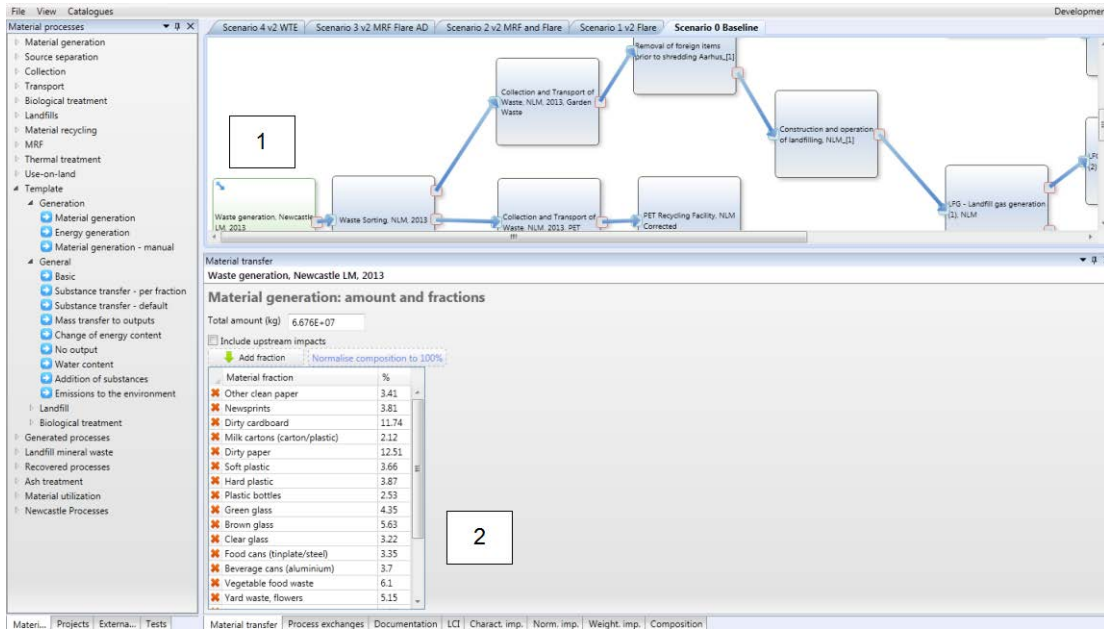 File View Catalogues
Developmen
Material processes
Material generation
Source separation
Collection
Transport
Biological treatment
Landfills
Material recycling
MRF
Thermal treatment
Use-on-land
Template
Generation
Material generation
Energy generation
Material generation - manual
General
Basic
Substance transfer - per fraction
Substance transfer - default
Mass transfer to outputs
Change of energy content
No output
Water content
Addition of substances
Emissions to the environment
Landfill
Biological treatment
Generated processes
Landfill mineral waste
Recovered processes
Ash treatment
Material utilization
Newcastle Processes
Materi... Projects Externa... Tests
Scenario 4 v2 WTE Scenario 3 v2 MRF Flare AD Scenario 2 v2 MRF and Flare Scenario 1 v2 Flare Scenario 0 Baseline
Removal of foreign items
prior to shredding Aarhus_[1]
Collection and Transport of
Waste, NLM, 2013, Garden
Waste
Construction and operation
of landfilling, NLM_[1]
1
Waste generation, Newcastle
LM, 2013
Waste Sorting, NLM, 2013
Collection and Transport of
Waste, NLM, 2013, PET
PET Recycling Facility, NLM
Corrected
LFG - Landfill gas generation
(1), NLM
LFG
(2)
Material transfer
Waste generation, Newcastle LM, 2013
Material generation: amount and fractions
Total amount (kg) 6.676E+07
Include upstream impacts
Add fraction Normalise composition to 100%
Material fraction %
Other clean paper 3.41
Newsprints 3.81
Dirty cardboard 11.74
Milk cartons (carton/plastic) 2.12
Dirty paper 12.51
Soft plastic 3.66
Hard plastic 3.87
Plastic bottles 2.53
Green glass 4.35
Brown glass 5.63
Clear glass 3.22
Food cans (tinplate/steel) 3.35
Beverage cans (aluminium) 3.7
Vegetable food waste 6.1
Yard waste, flowers 5.15
2
Material transfer Process exchanges Documentation LCI Charact. imp. Norm. imp. Weight. imp. Composition